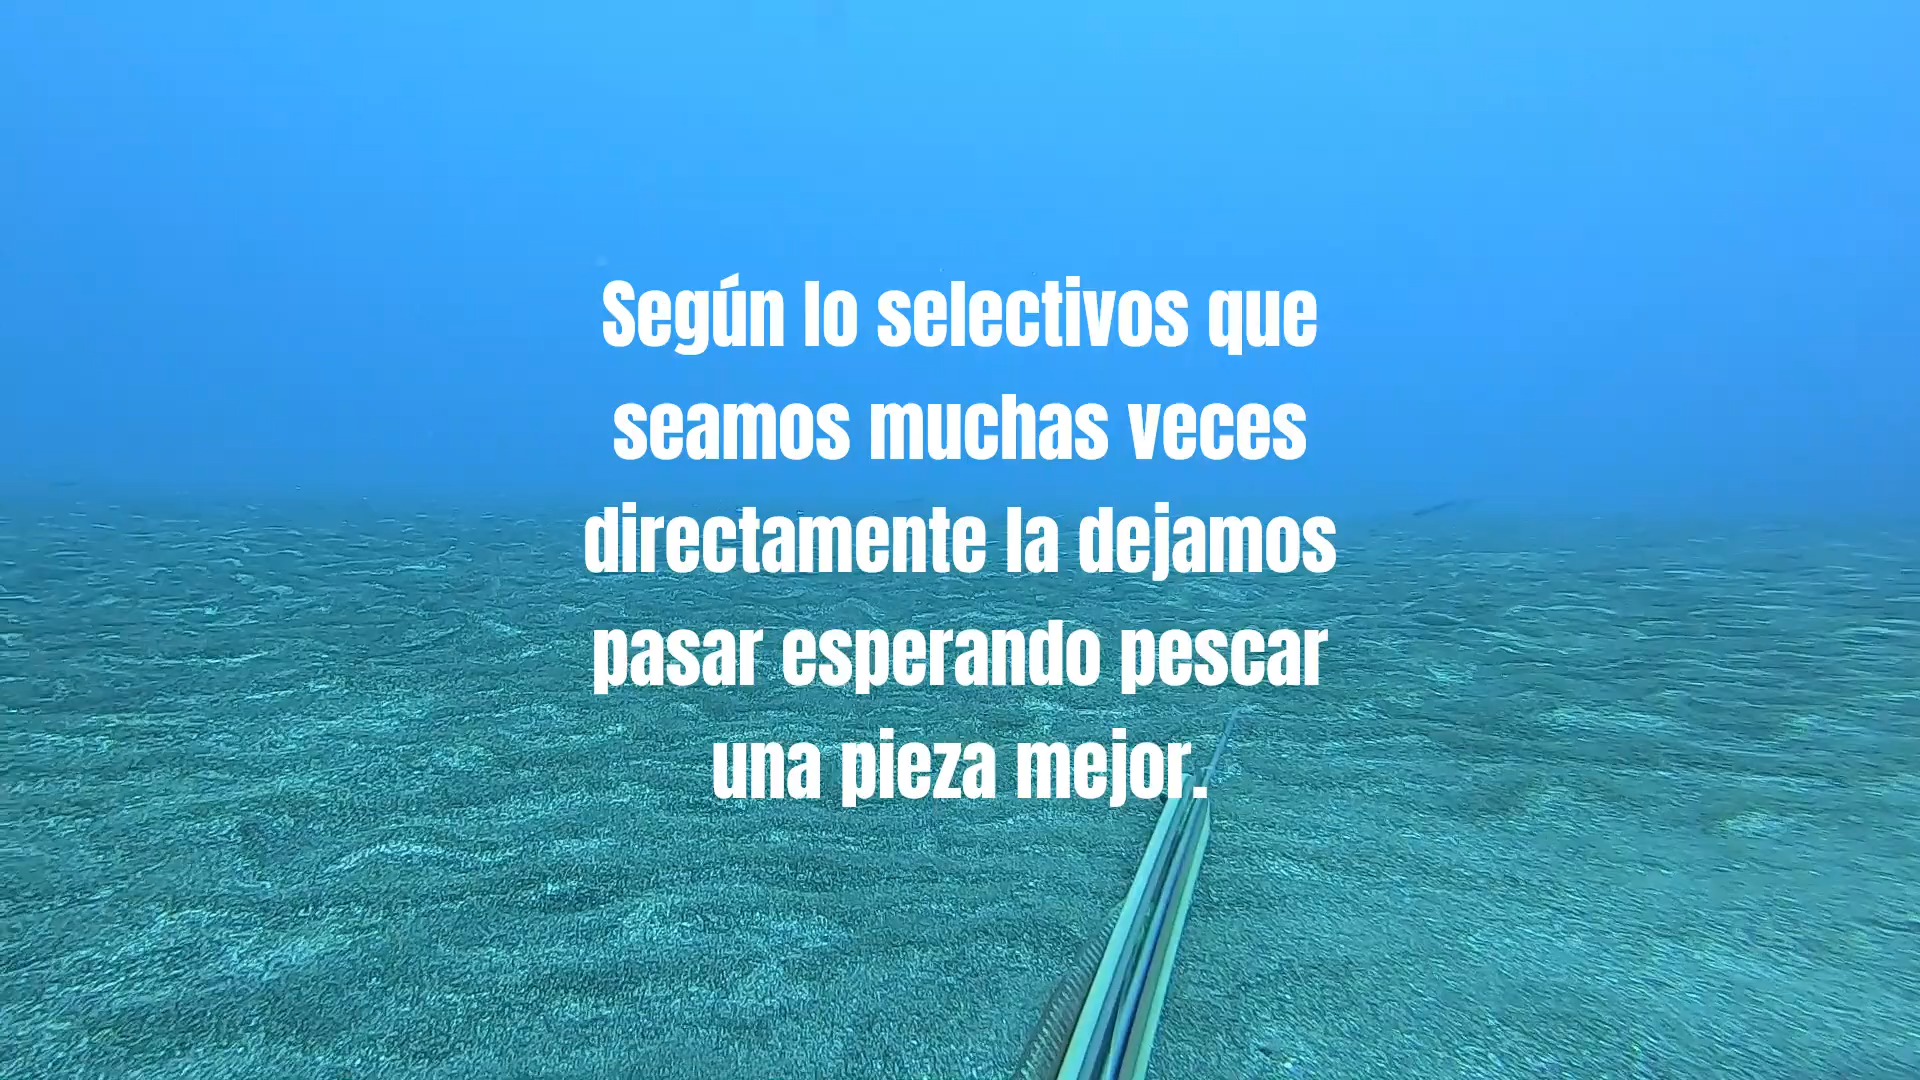 Según lo selectivos que
seamos muchas veces
directamente la dejamos
pasar esperando pescar
una pieza mejor.